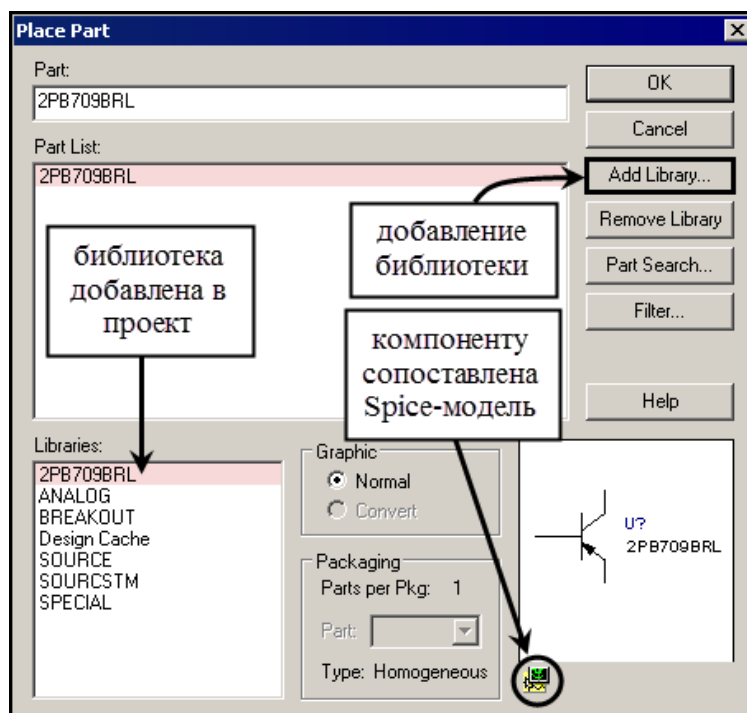 Place Part
Part:
2PB709BRL
OK
Cancel
Part List:
2PB709BRL
Add Library...
Remove Library
Part Search...
Filter...
Help
добавление
библиотеки
библиотека
добавлена в
проект
компоненту
сопоставлена
Spice-модель
Libraries:
2PB709BRL
ANALOG
BREAKOUT
Design Cache
SOURCE
SOURCSTM
SPECIAL
Graphic
Normal
Convert
Packaging
Parts per Pkg: 1
Part:
Type: Homogeneous
U?
2PB709BRL